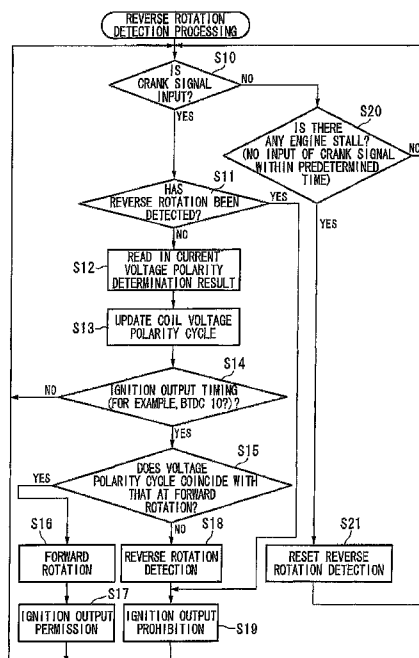 REVERSE ROTATION
DETECTION PROCESSING
S10
IS
CRANK SIGNAL
INPUT?
NO
YES
S20
IS THERE
ANY ENGINE STALL?
(NO INPUT OF CRANK SIGNAL
WITHIN PREDETERMINED
TIME)
NO
YES
S11
HAS
REVERSE ROTATION BEEN
DETECTED?
YES
NO
S12
READ IN CURRENT
VOLTAGE POLARITY
DETERMINATION RESULT
S13
UPDATE COIL VOLTAGE
POLARITY CYCLE
S14
IGNITION OUTPUT TIMING
(FOR EXAMPLE, BTDC 10?)?
NO
YES
S15
DOES VOLTAGE
POLARITY CYCLE COINCIDE WITH
THAT AT FORWARD
ROTATION?
YES
NO
S16
FORWARD
ROTATION
S18
REVERSE ROTATION
DETECTION
S21
RESET REVERSE
ROTATION DETECTION
S17
IGNITION OUTPUT
PERMISSION
IGNITION OUTPUT
PROHIBITION
S19